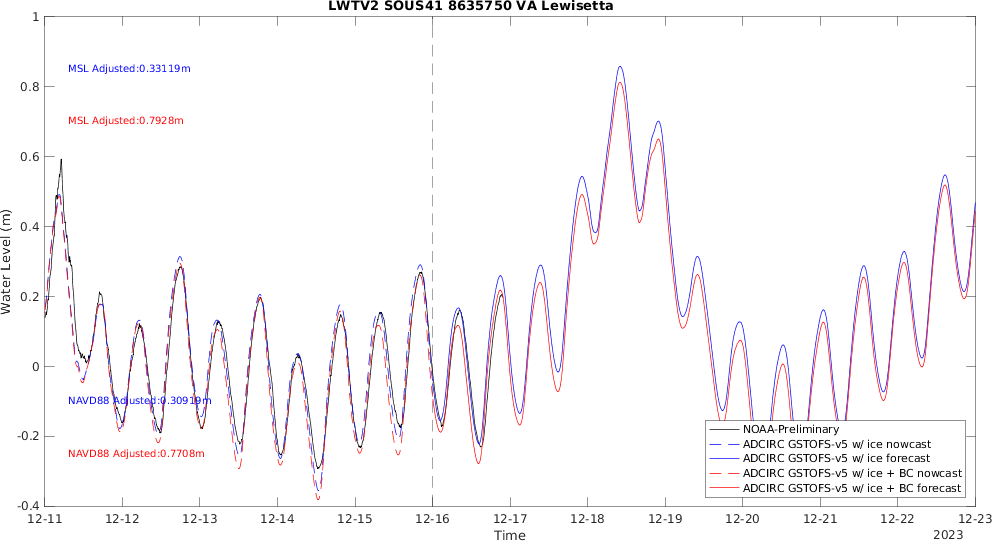 LWTV2 SOUS41 8635750 VA Lewisetta
1
0.8
0.6
0.4
0.2
0
-0.2
-0.4
Water Level (m)
MSL Adjusted:0.33119m
MSL Adjusted:0.7928m
NAVD88 Adjusted:0.30919m
NAVD88 Adjusted:0.7708m
NOAA-Preliminary
ADCIRC GSTOFS-v5 w/ ice nowcast
ADCIRC GSTOFS-v5 w/ ice forecast
ADCIRC GSTOFS-v5 w/ ice + BC nowcast
ADCIRC GSTOFS-v5 w/ ice + BC forecast
12-11 12-12 12-13 12-14 12-15 12-16 12-17 12-18 12-19 12-20 12-21 12-22 12-23
Time
2023